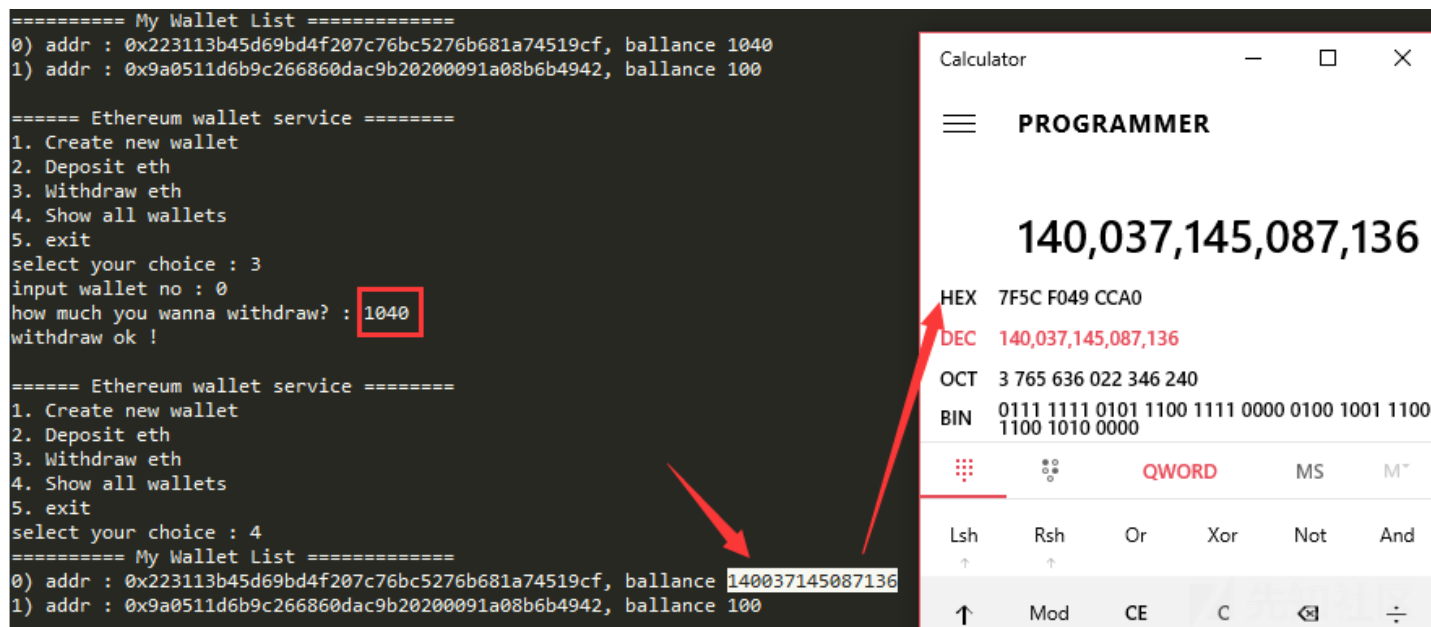 ========== My Wallet List =============
0) addr : 0x223113b45d69bd4f207c76bc5276b681a74519cf, ballance 1040
1) addr : 0x9a0511d6b9c266860dac9b20200091a08b6b4942, ballance 100
====== Ethereum wallet service ========
1. Create new wallet
2. Deposit eth
3. Withdraw eth
4. Show all wallets
5. exit
select your choice : 3
input wallet no : 0
how much you wanna withdraw? : 1040
withdraw ok !
====== Ethereum wallet service ========
1. Create new wallet
2. Deposit eth
3. Withdraw eth
4. Show all wallets
5. exit
select your choice : 4
========== My Wallet List =============
0) addr : 0x223113b45d69bd4f207c76bc5276b681a74519cf, ballance 140037145087136
1) addr : 0x9a0511d6b9c266860dac9b20200091a08b6b4942, ballance 100
Calculator
PROGRAMMER
140,037,145,087,136
HEX 7F5C F049 CCA0
DEC 140,037,145,087,136
OCT 3 765 636 022 346 240
BIN 0111 1111 0101 1100 1111 0000 0100 1001 1100
1100 1010 0000
QWORD MS M
Lsh Rsh Or Xor Not And
Mod CE C ÷
先知社区